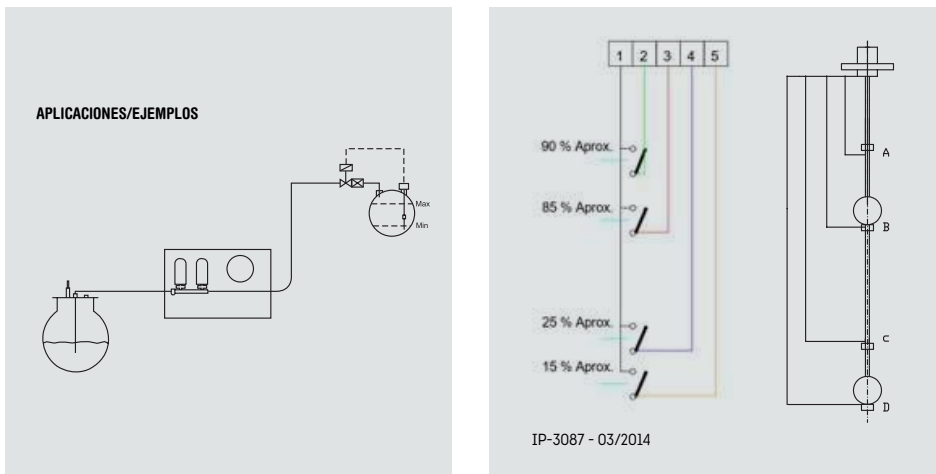 APLICACIONES/EJEMPLOS
Max
Min
1 2 3 4 5
90 % Aprox.
85 % Aprox.
25 % Aprox.
15 % Aprox.
A
B
C
D
IP-3087 - 03/2014